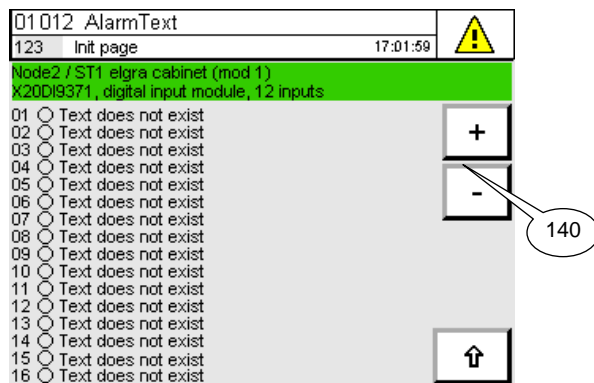 01012 AlarmText
123 Init page 17:01:59
Node2 / ST1 elgra cabinet (mod 1)
X20DI9371, digital input module, 12 inputs
01 Text does not exist
02 Text does not exist
03 Text does not exist
04 Text does not exist
05 Text does not exist
06 Text does not exist
07 Text does not exist
08 Text does not exist
09 Text does not exist
10 Text does not exist
11 Text does not exist
12 Text does not exist
13 Text does not exist
14 Text does not exist
15 Text does not exist
16 Text does not exist
+
-
140